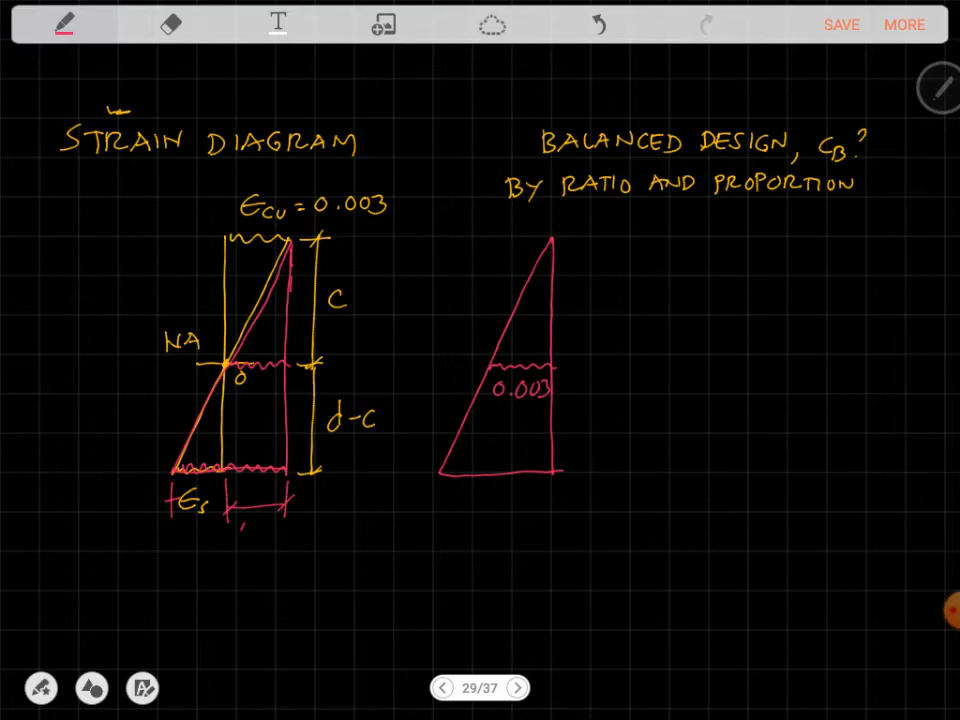 SAVE MORE
STRAIN DIAGRAM
ϵcu = 0.003
C
NA
0
d-c
ϵs
BALANCED DESIGN, CB?
BY RATIO AND PROPORTION
0.003
29/37